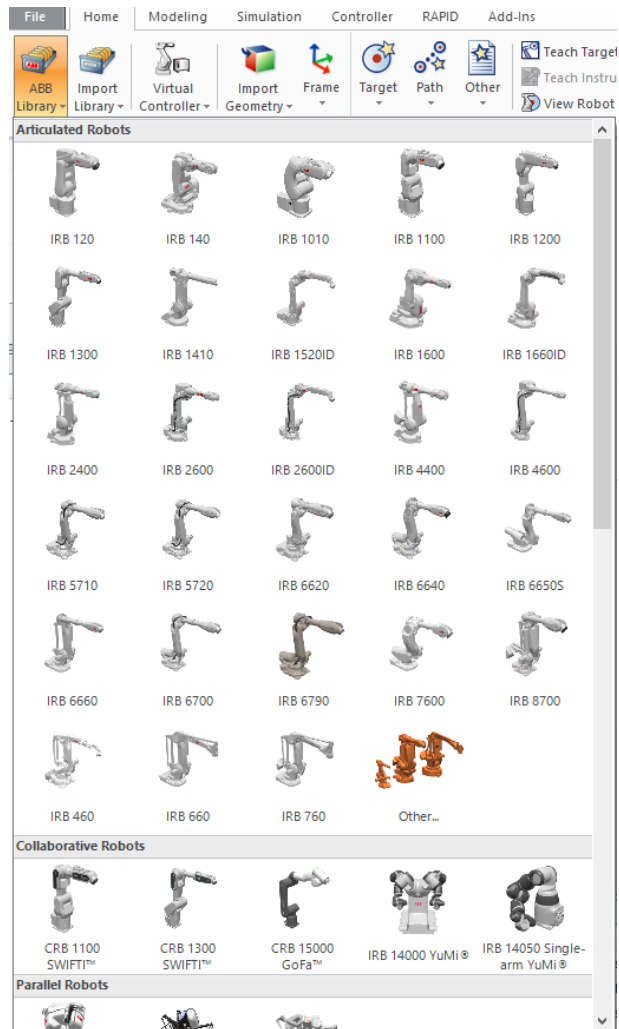 File Home Modeling Simulation Controller RAPID Add-Ins
ABB Library
Import Library
Virtual Controller
Import Geometry
Frame
Target
Path
Other
Teach Target
Teach Instru
View Robot
Articulated Robots
IRB 120 IRB 140 IRB 1010 IRB 1100 IRB 1200
IRB 1300 IRB 1410 IRB 1520ID IRB 1600 IRB 1660ID
IRB 2400 IRB 2600 IRB 2600ID IRB 4400 IRB 4600
IRB 5710 IRB 5720 IRB 6620 IRB 6640 IRB 6650S
IRB 6660 IRB 6700 IRB 6790 IRB 7600 IRB 8700
IRB 460 IRB 660 IRB 760 Other...
Collaborative Robots
CRB 1100 SWIFTI™
CRB 1300 SWIFTI™
CRB 15000 GoFa™
IRB 14000 YuMi®
IRB 14050 Single-arm YuMi®
Parallel Robots